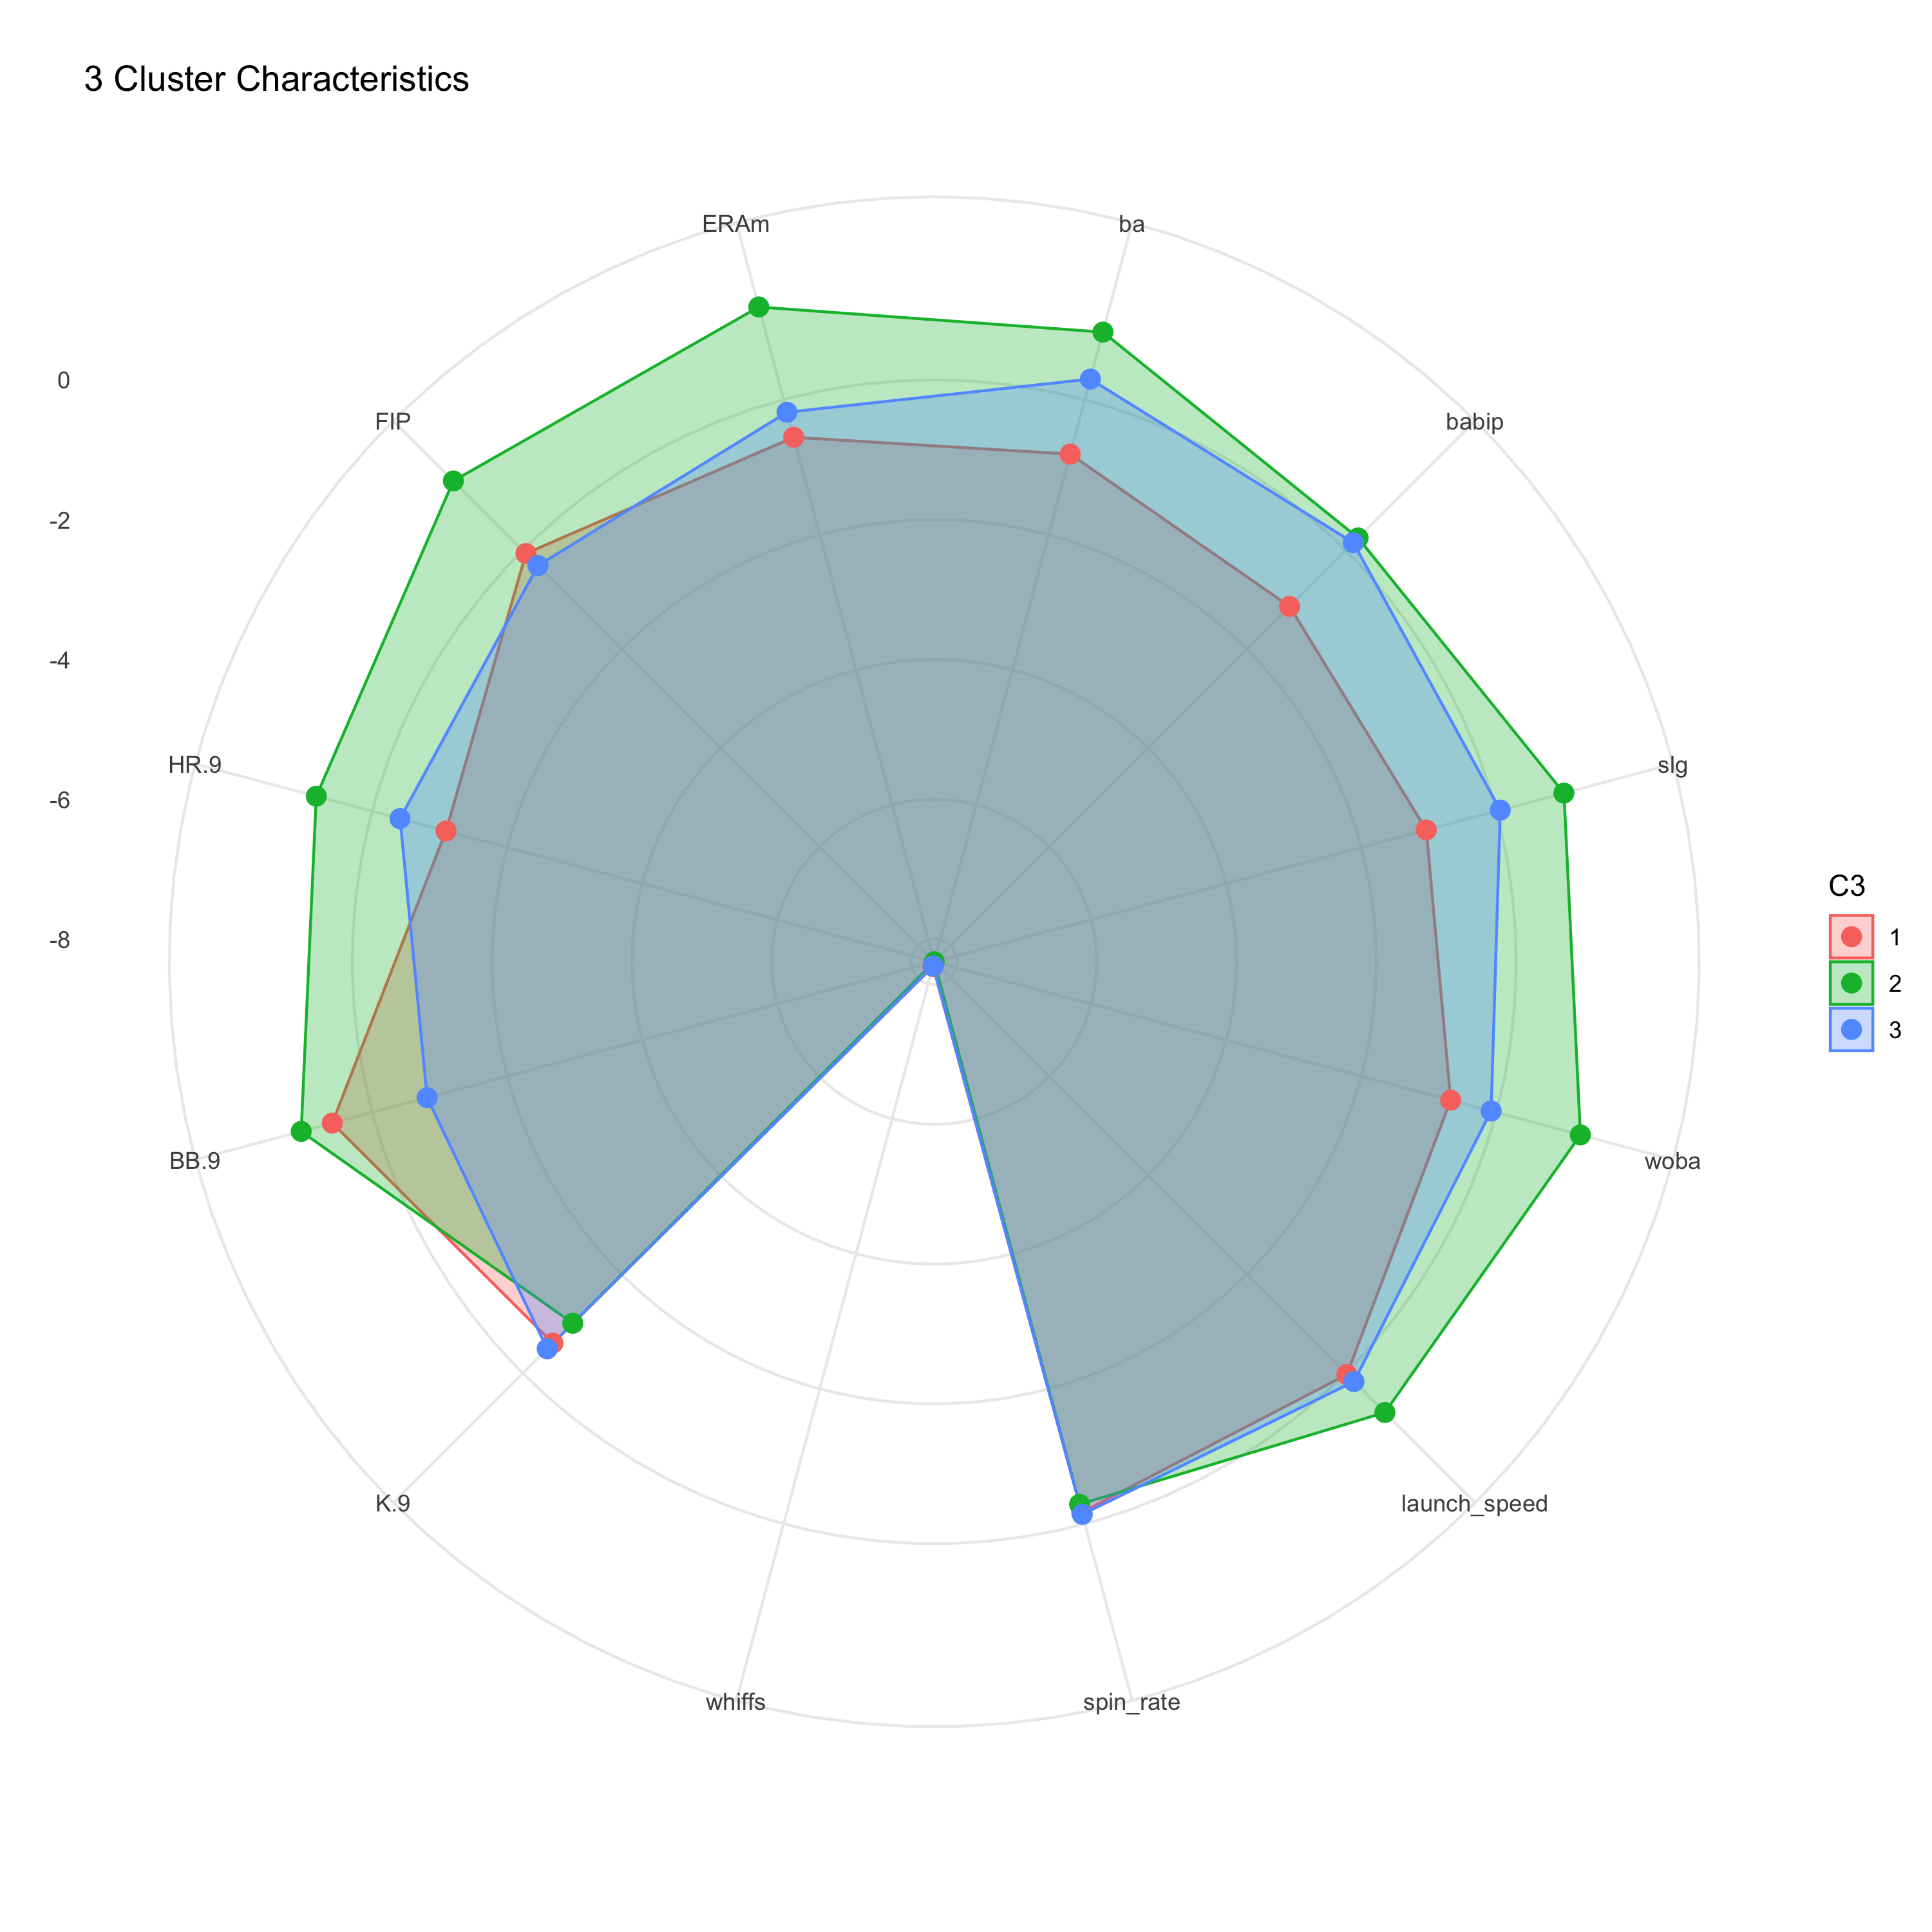 3 Cluster Characteristics
ERAm
ba
0
FIP
babip
-2
-4
HR.9
slg
-6
C3
-8
1
2
3
BB.9
woba
K.9
launch_speed
whiffs
spin_rate